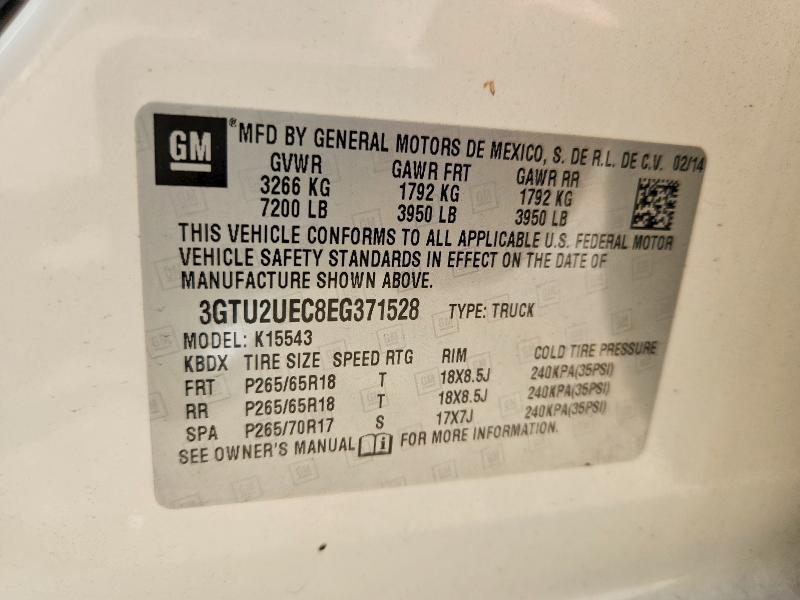 GM
® MFD BY GENERAL MOTORS DE MEXICO, S. DE R.L. DE C.V. 02/14
GVWR GAWR FRT GAWR RR
3266 KG 1792 KG 1792 KG
7200 LB 3950 LB 3950 LB
THIS VEHICLE CONFORMS TO ALL APPLICABLE U.S. FEDERAL MOTOR
VEHICLE SAFETY STANDARDS IN EFFECT ON THE DATE OF
MANUFACTURE SHOWN ABOVE.
3GTU2UEC8EG371528 TYPE: TRUCK
MODEL: K15543
KBDX TIRE SIZE SPEED RTG RIM COLD TIRE PRESSURE
FRT P265/65R18 T 18X8.5J 240KPA(35PSI)
RR P265/65R18 T 18X8.5J 240KPA(35PSI)
SPA P265/70R17 S 17X7J 240KPA(35PSI)
SEE OWNER'S MANUAL i FOR MORE INFORMATION.